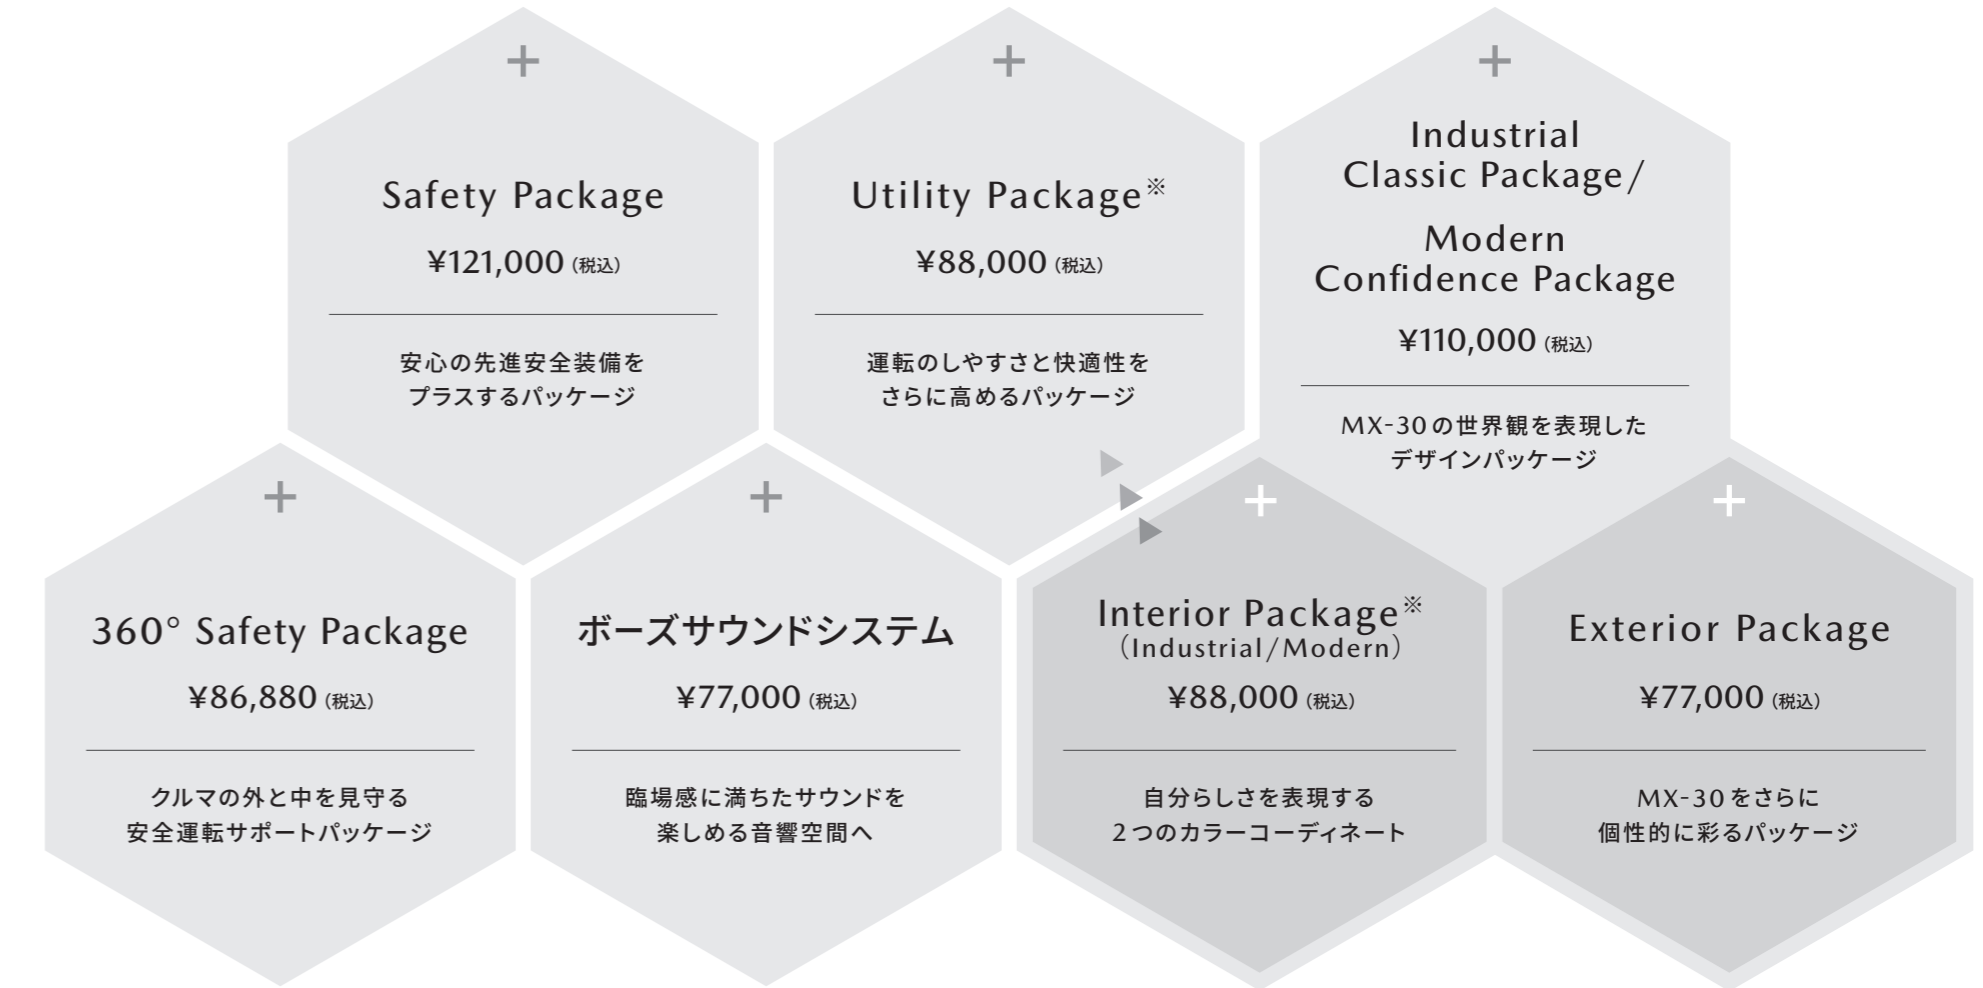 +
Safety Package
¥121,000（税込）
安心の先進安全装備を
プラスするパッケージ
+
Utility Package※
¥88,000（税込）
運転のしやすさと快適性を
さらに高めるパッケージ
+
Industrial
Classic Package/
Modern
Confidence Package
¥110,000（税込）
MX-30の世界観を表現した
デザインパッケージ
+
360° Safety Package
¥86,880（税込）
クルマの外と中を見守る
安全運転サポートパッケージ
+
ボーズサウンドシステム
¥77,000（税込）
臨場感に満ちたサウンドを
楽しめる音響空間へ
+
Interior Package※
（Industrial/Modern）
¥88,000（税込）
自分らしさを表現する
2つのカラーコーディネート
+
Exterior Package
¥77,000（税込）
MX-30をさらに
個性的に彩るパッケージ